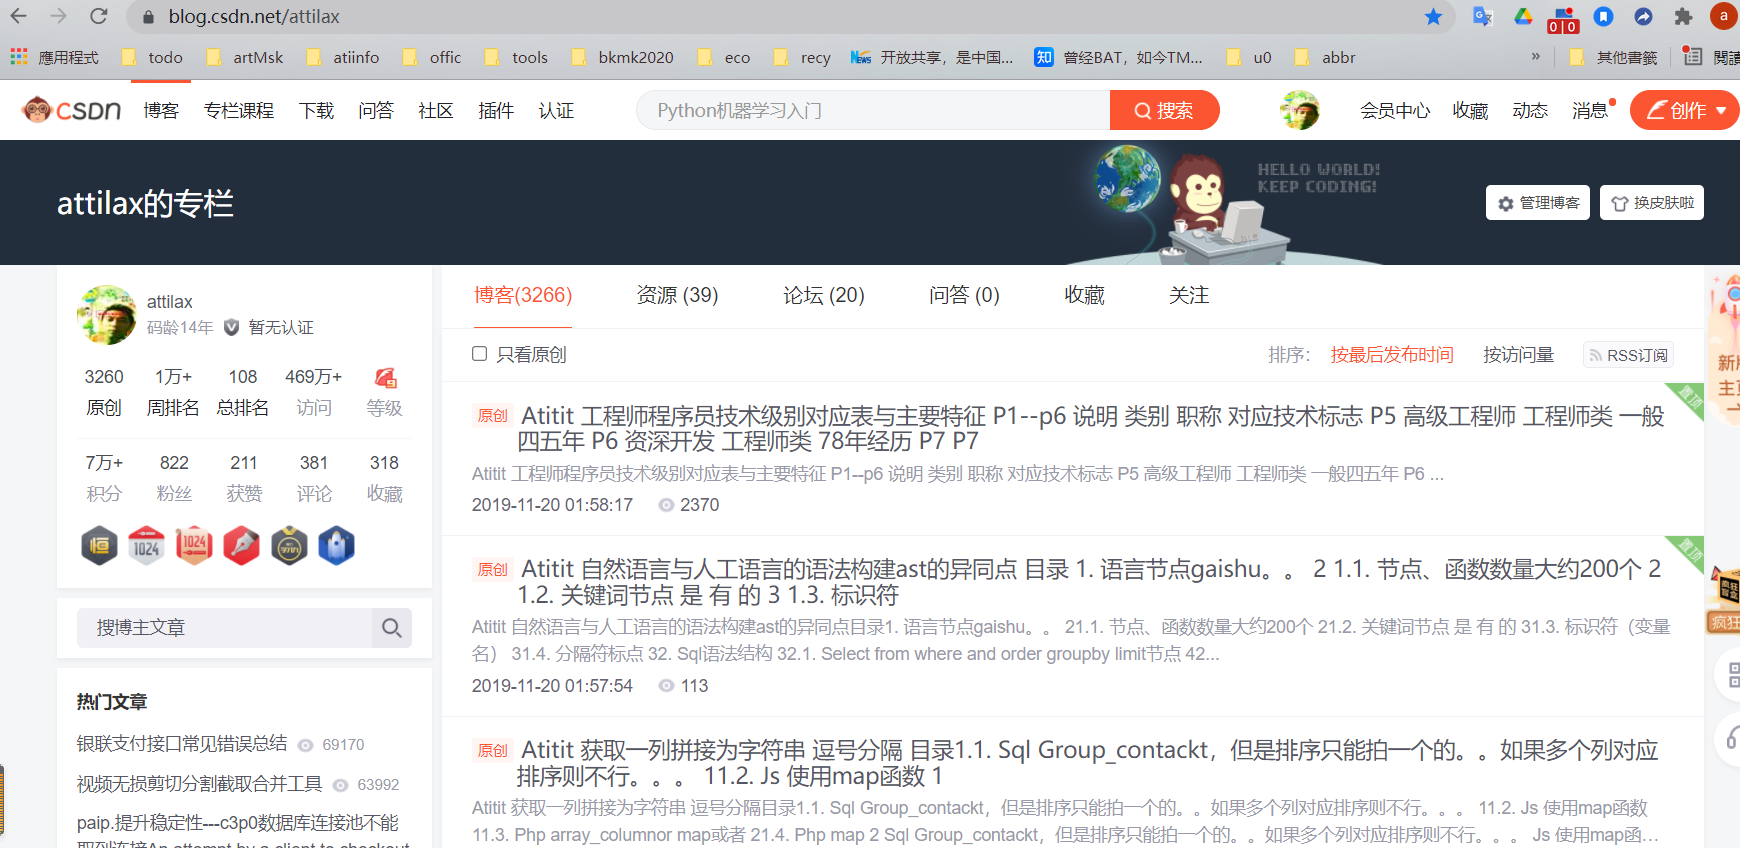 blog.csdn.net/attilax
a
0 0
應用程式 todo artMsk atiinfo offic tools bkmk2020 eco recy NEWS 开放共享，是中国... 知 曾经BAT，如今TM... u0 abbr » 其他書籤 閱讀
CSDN 博客 专栏课程 下载 问答 社区 插件 认证 Python机器学习入门 搜索 会员中心 收藏 动态 消息 创作
HELLO WORLD!
KEEP CODING!
attilax的专栏
管理博客 换皮肤啦
attilax
码龄14年 暂无认证
3260 1万+ 108 469万+
原创 周排名 总排名 访问 等级
7万+ 822 211 381 318
积分 粉丝 获赞 评论 收藏
恒 1024 1024
搜博主文章
热门文章
银联支付接口常见错误总结 69170
视频无损剪切分割截取合并工具 63992
paip.提升稳定性---c3p0数据库连接池不能
取到连接An attempt by a client to checkout
博客(3266) 资源 (39) 论坛 (20) 问答 (0) 收藏 关注
只看原创 排序： 按最后发布时间 按访问量 RSS订阅
置顶
原创 Atitit 工程师程序员技术级别对应表与主要特征 P1--p6 说明 类别 职称 对应技术标志 P5 高级工程师 工程师类 一般
四五年 P6 资深开发 工程师类 78年经历 P7 P7
Atitit 工程师程序员技术级别对应表与主要特征 P1--p6 说明 类别 职称 对应技术标志 P5 高级工程师 工程师类 一般四五年 P6 ...
2019-11-20 01:58:17 2370
置顶
原创 Atitit 自然语言与人工语言的语法构建ast的异同点 目录 1. 语言节点gaishu。。 2 1.1. 节点、函数数量大约200个 2
1.2. 关键词节点 是 有 的 3 1.3. 标识符
Atitit 自然语言与人工语言的语法构建ast的异同点目录1. 语言节点gaishu。。 21.1. 节点、函数数量大约200个 21.2. 关键词节点 是 有 的 31.3. 标识符（变量
名） 31.4. 分隔符标点 32. Sql语法结构 32.1. Select from where and order groupby limit节点 42...
2019-11-20 01:57:54 113
原创 Atitit 获取一列拼接为字符串 逗号分隔 目录1.1. Sql Group_contackt，但是排序只能拍一个的。。如果多个列对应
排序则不行。。。 11.2. Js 使用map函数 1
Atitit 获取一列拼接为字符串 逗号分隔目录1.1. Sql Group_contackt，但是排序只能拍一个的。。如果多个列对应排序则不行。。。 11.2. Js 使用map函数
11.3. Php array_columnor map或者 21.4. Php map 2 Sql Group_contackt，但是排序只能拍一个的。。如果多个列对应排序则不行。。。 Js 使用map函...
新版
主页
疯狂
盲盒
疯狂